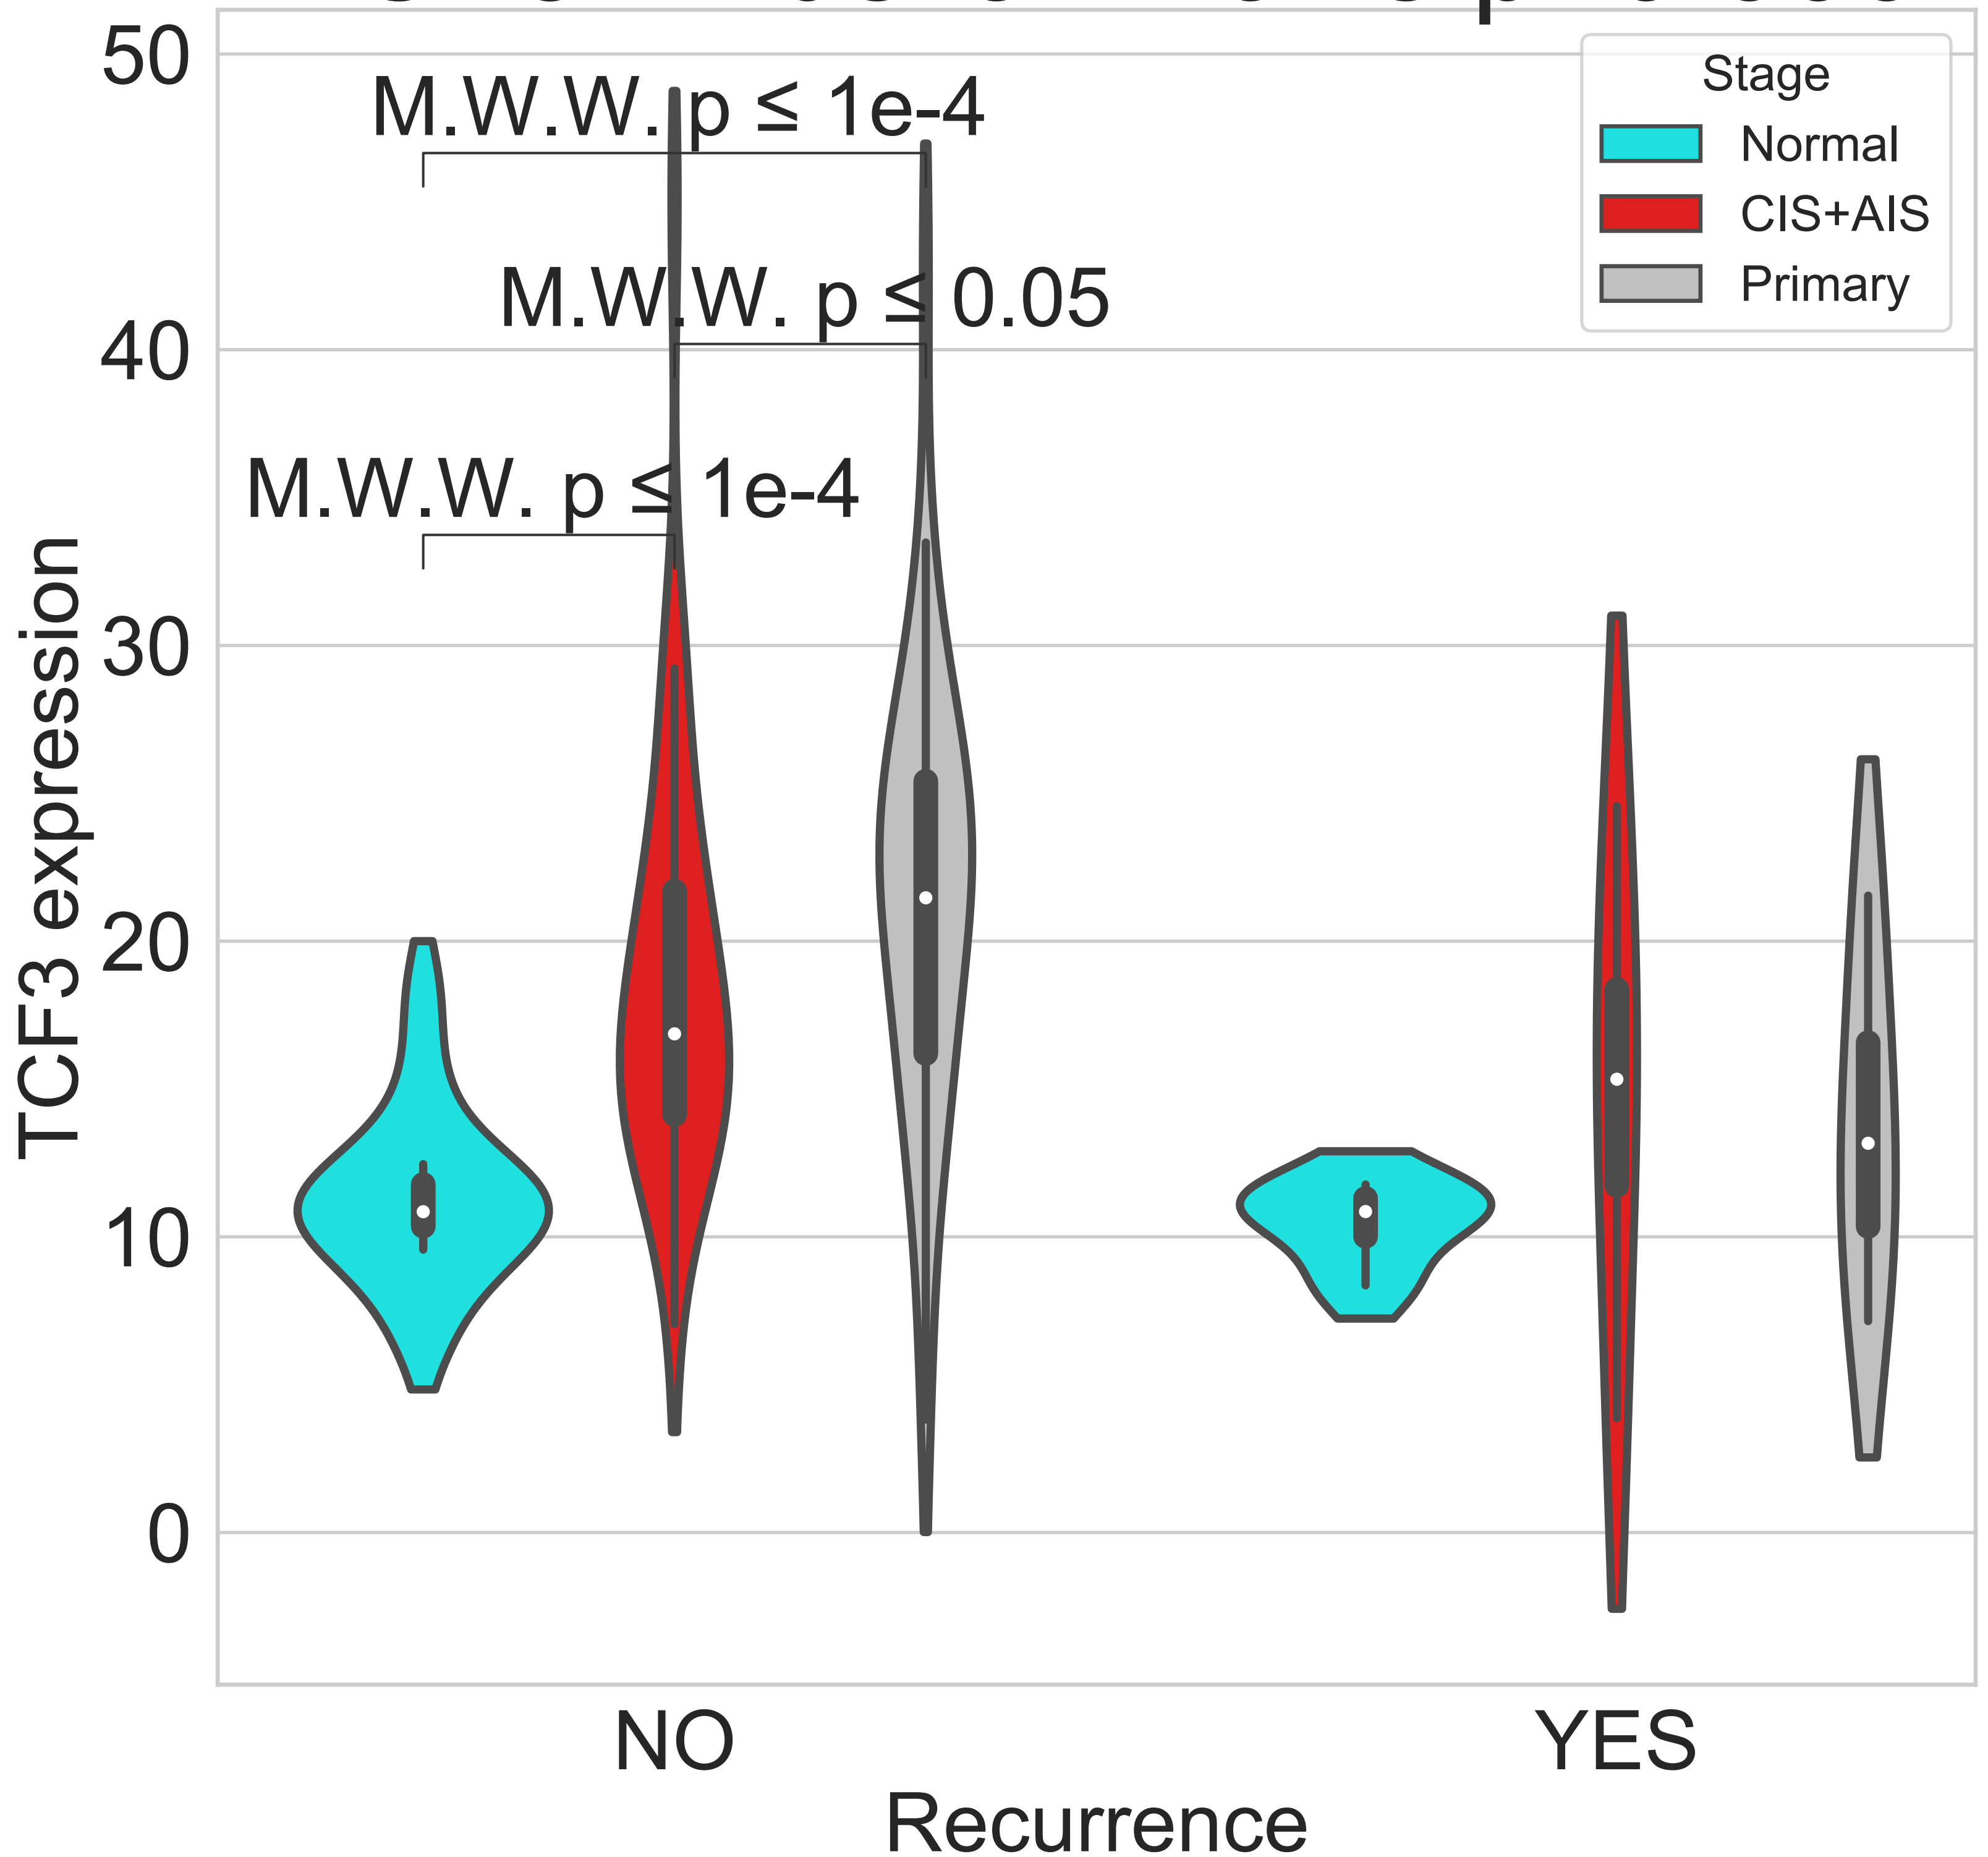 50
M.W.W. p ≤ 1e-4
Stage
Normal
CIS+AIS
Primary
M.W.W. p ≤ 0.05
40
M.W.W. p ≤ 1e-4
TCF3 expression
30
20
10
0
NO
YES
Recurrence